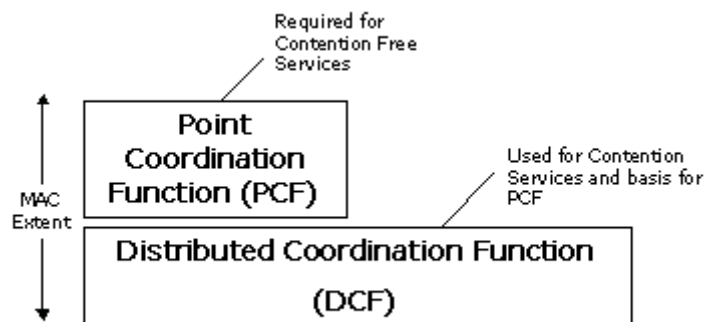 Required for
Contention Free
Services
Point
Coordination
Function (PCF)
Used for Contention
Services and basis for
PCF
MAC
Extent
Distributed Coordination Function
(DCF)